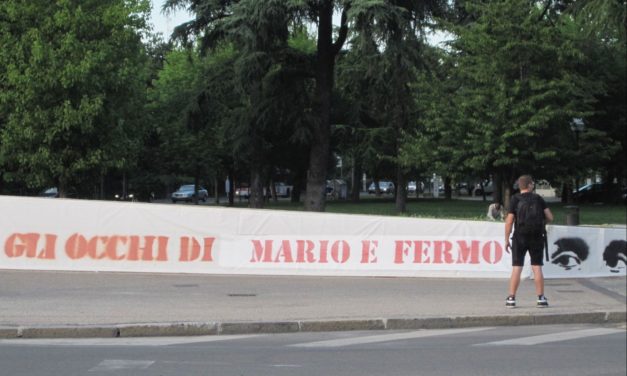 GLI OCCHI DI MARIO E FERMO